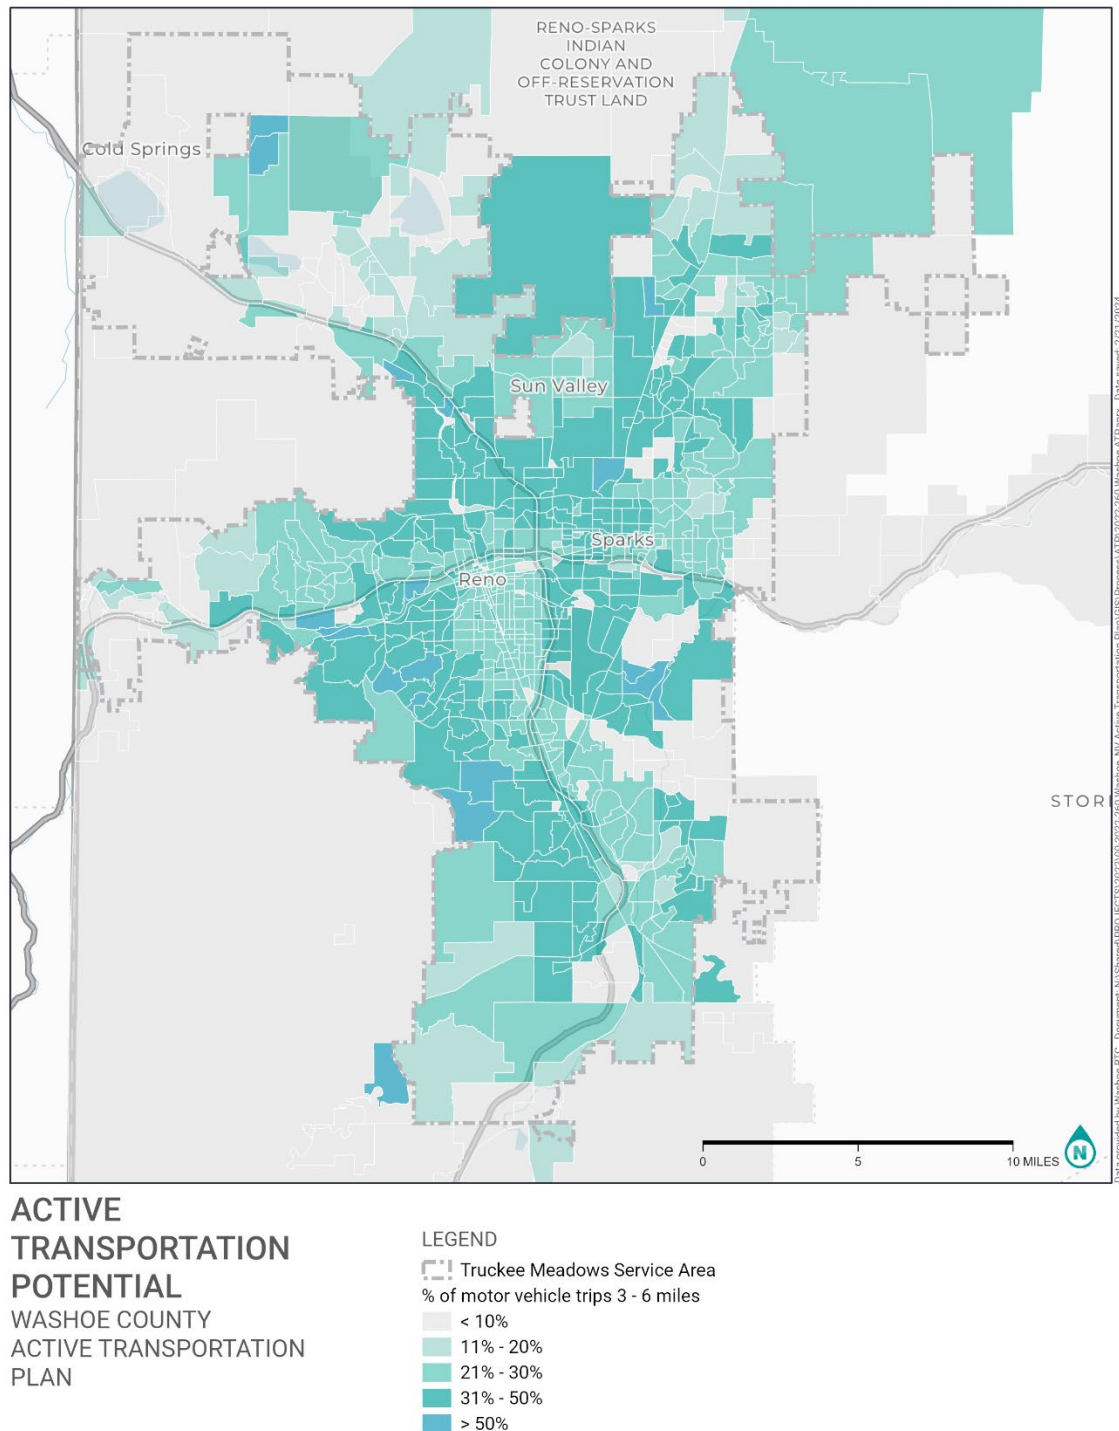 RENO-SPARKS
INDIAN
COLONY AND
OFF-RESERVATION
TRUST LAND
Cold Springs
Sun Valley
Sparks
Reno
STOR
0
5
10 MILES
N
ACTIVE
TRANSPORTATION
POTENTIAL
WASHOE COUNTY
ACTIVE TRANSPORTATION
PLAN
LEGEND
Truckee Meadows Service Area
% of motor vehicle trips 3 - 6 miles
< 10%
11% - 20%
21% - 30%
31% - 50%
> 50%